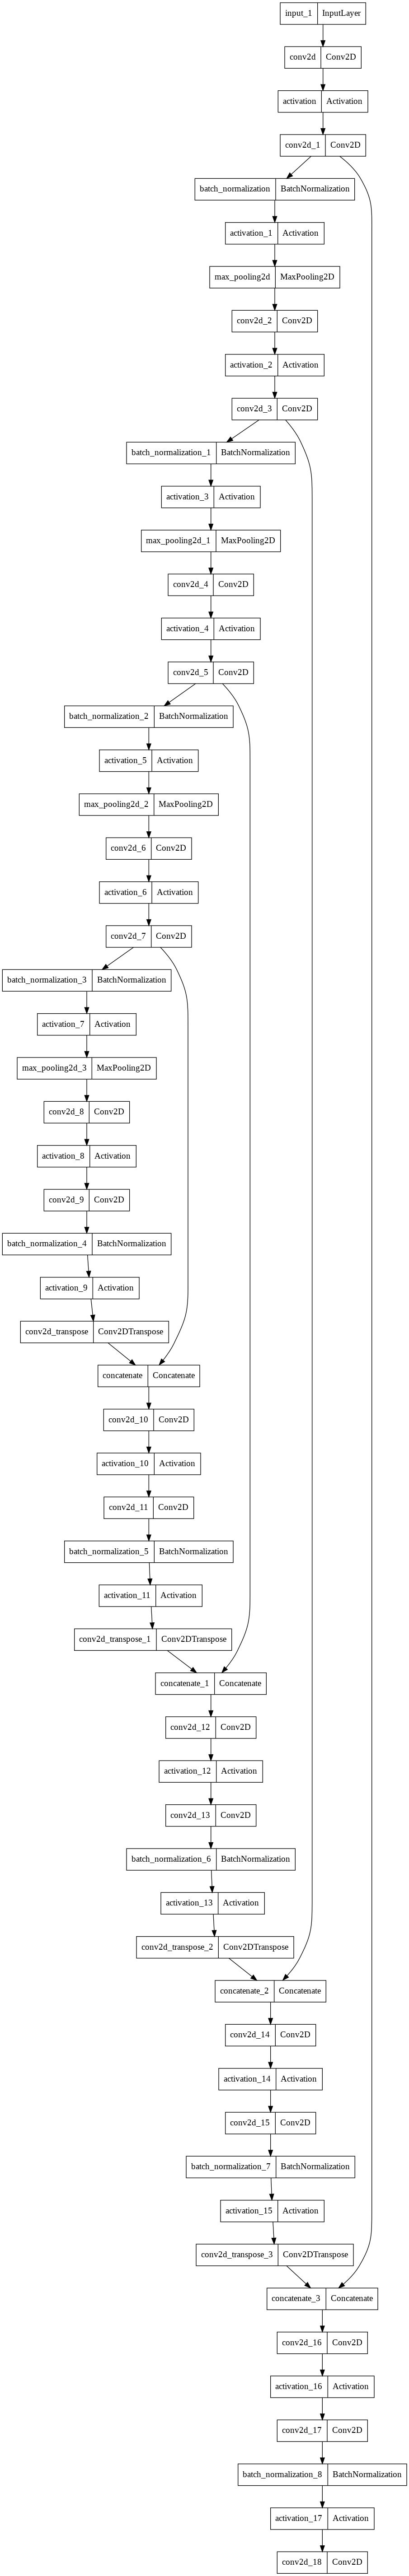 input_1 InputLayer
conv2d Conv2D
activation Activation
conv2d_1 Conv2D
batch_normalization BatchNormalization
activation_1 Activation
max_pooling2d MaxPooling2D
conv2d_2 Conv2D
activation_2 Activation
conv2d_3 Conv2D
batch_normalization_1 BatchNormalization
activation_3 Activation
max_pooling2d_1 MaxPooling2D
conv2d_4 Conv2D
activation_4 Activation
conv2d_5 Conv2D
batch_normalization_2 BatchNormalization
activation_5 Activation
max_pooling2d_2 MaxPooling2D
conv2d_6 Conv2D
activation_6 Activation
conv2d_7 Conv2D
batch_normalization_3 BatchNormalization
activation_7 Activation
max_pooling2d_3 MaxPooling2D
conv2d_8 Conv2D
activation_8 Activation
conv2d_9 Conv2D
batch_normalization_4 BatchNormalization
activation_9 Activation
conv2d_transpose Conv2DTranspose
concatenate Concatenate
conv2d_10 Conv2D
activation_10 Activation
conv2d_11 Conv2D
batch_normalization_5 BatchNormalization
activation_11 Activation
conv2d_transpose_1 Conv2DTranspose
concatenate_1 Concatenate
conv2d_12 Conv2D
activation_12 Activation
conv2d_13 Conv2D
batch_normalization_6 BatchNormalization
activation_13 Activation
conv2d_transpose_2 Conv2DTranspose
concatenate_2 Concatenate
conv2d_14 Conv2D
activation_14 Activation
conv2d_15 Conv2D
batch_normalization_7 BatchNormalization
activation_15 Activation
conv2d_transpose_3 Conv2DTranspose
concatenate_3 Concatenate
conv2d_16 Conv2D
activation_16 Activation
conv2d_17 Conv2D
batch_normalization_8 BatchNormalization
activation_17 Activation
conv2d_18 Conv2D